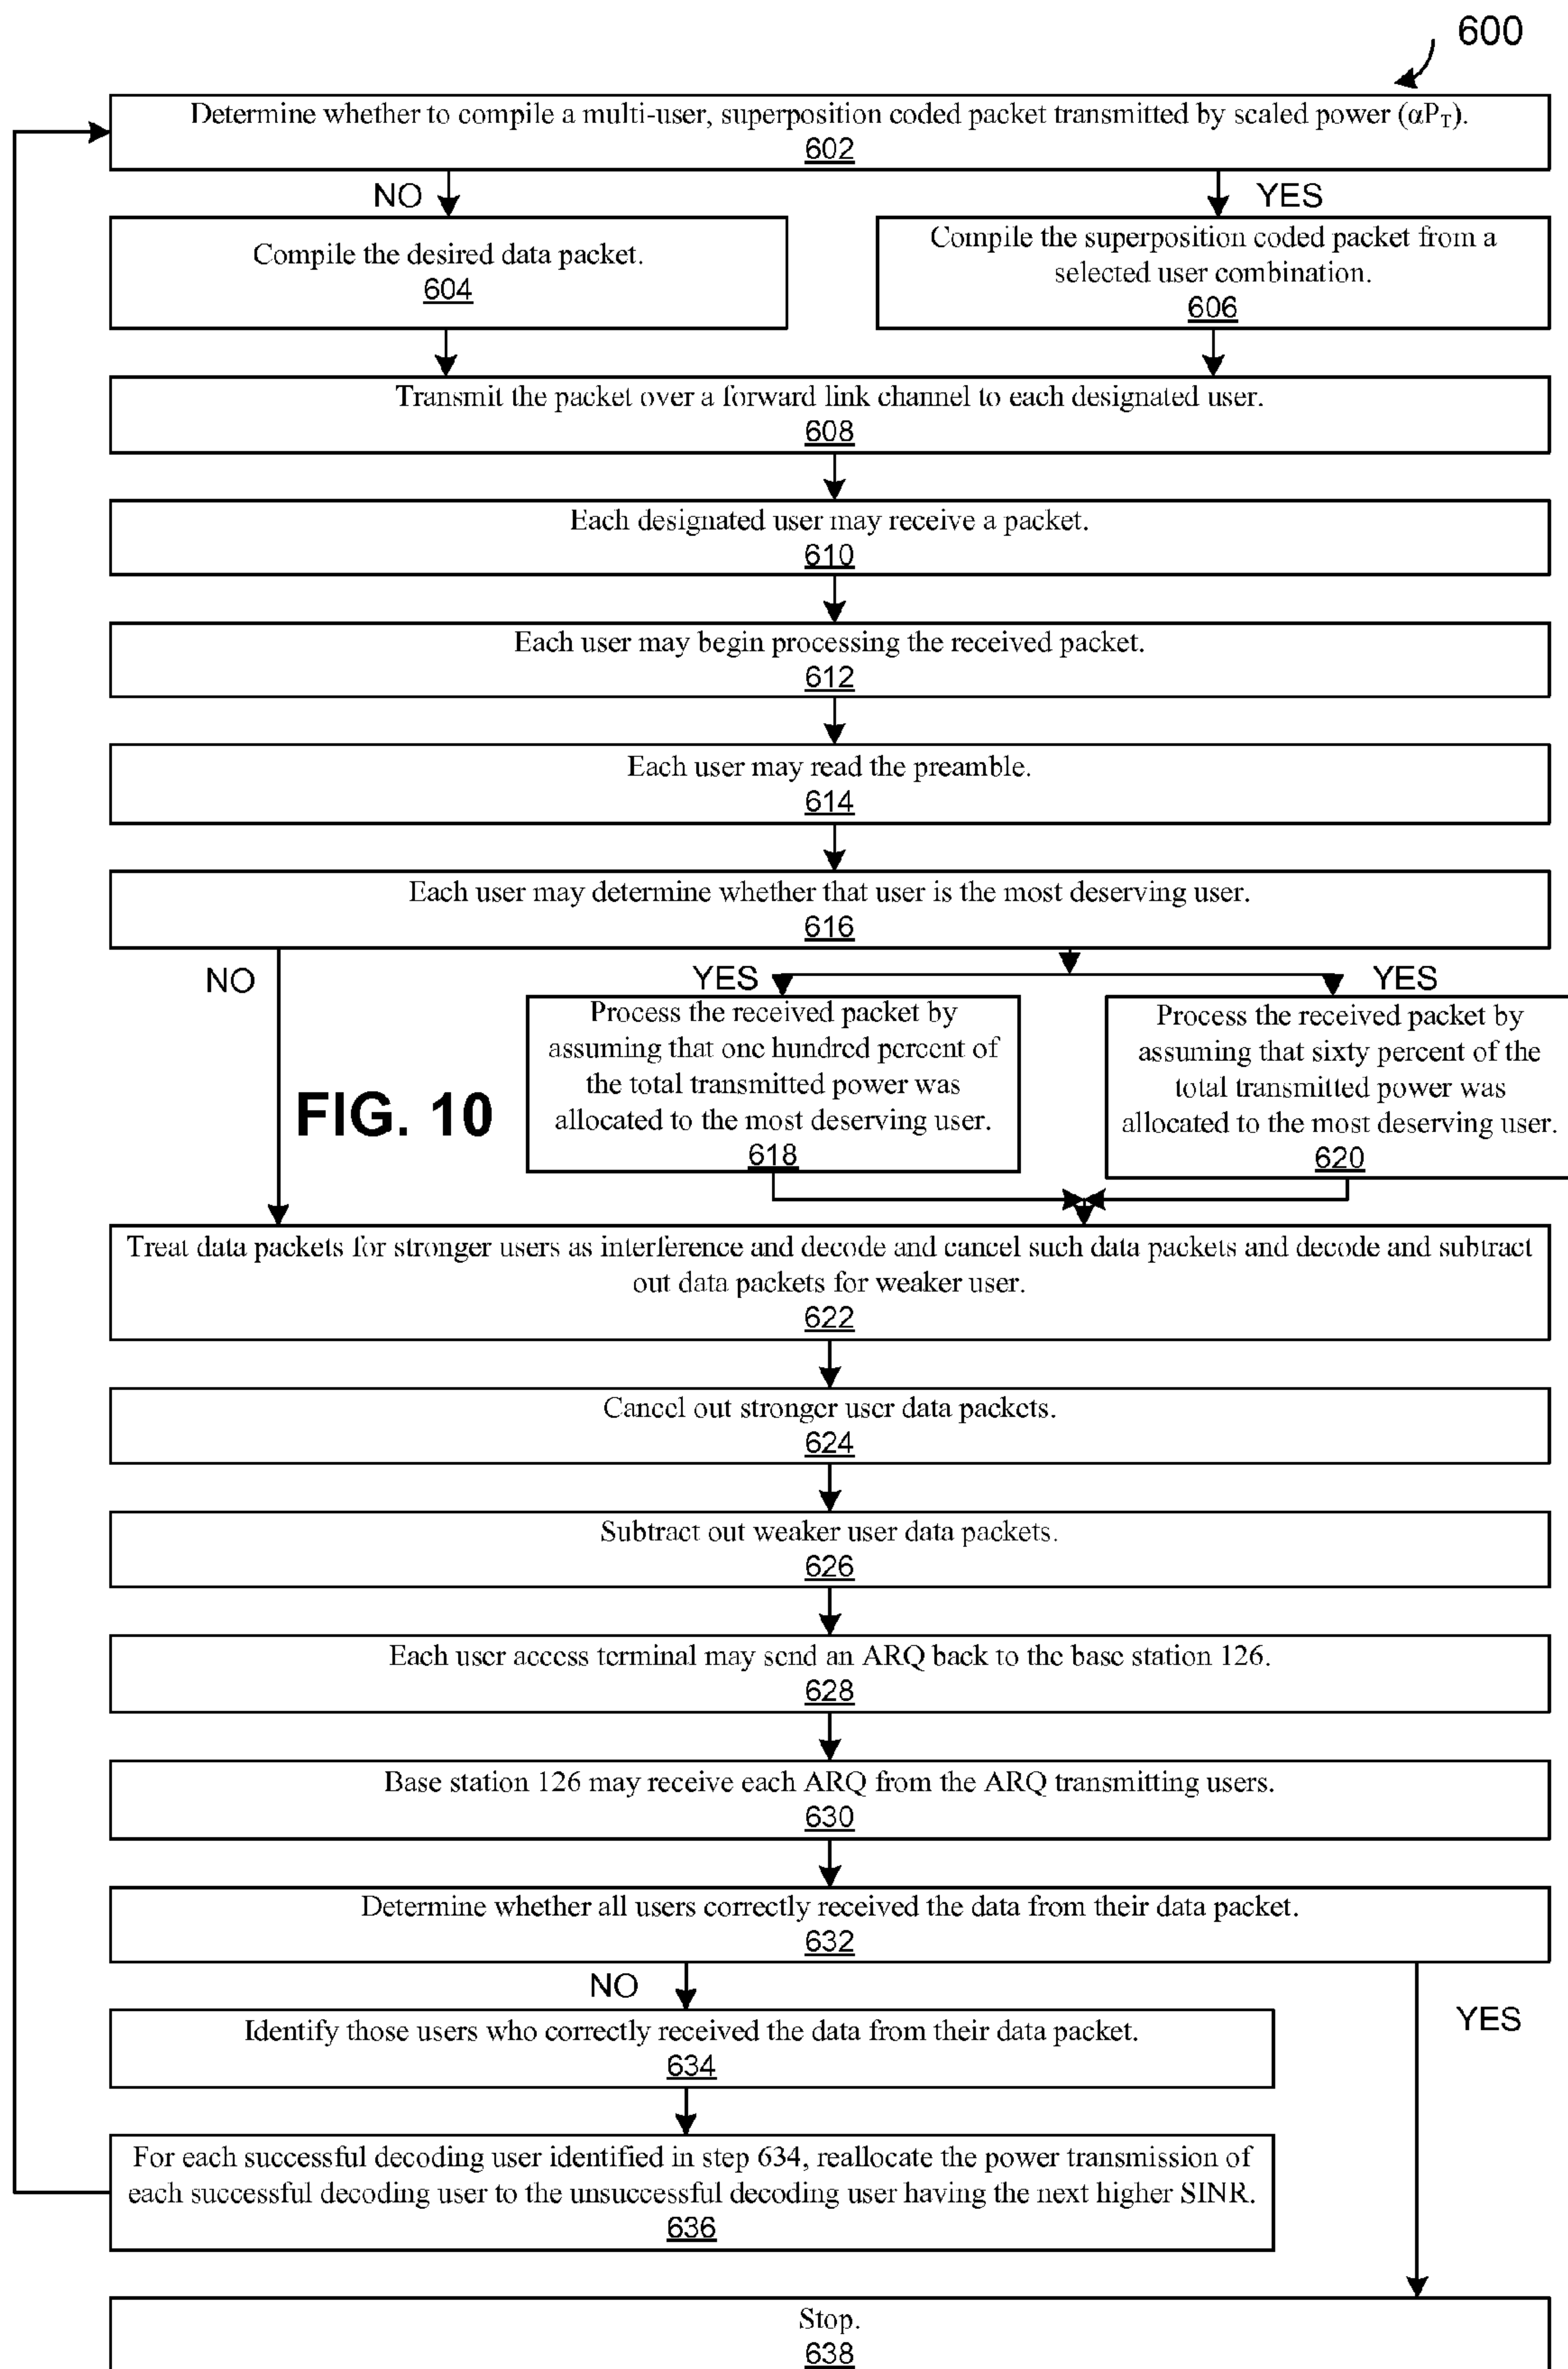 600
Determine whether to compile a multi-user, superposition coded packet transmitted by scaled power (αPT).
602
NO
YES
Compile the desired data packet.
604
Compile the superposition coded packet from a
selected user combination.
606
Transmit the packet over a forward link channel to each designated user.
608
Each designated user may receive a packet.
610
Each user may begin processing the received packet.
612
Each user may read the preamble.
614
Each user may determine whether that user is the most deserving user.
616
NO
YES
YES
Process the received packet by
assuming that one hundred percent of
the total transmitted power was
allocated to the most deserving user.
618
Process the received packet by
assuming that sixty percent of the
total transmitted power was
allocated to the most deserving user.
620
FIG. 10
Treat data packets for stronger users as interference and decode and cancel such data packets and decode and subtract
out data packets for weaker user.
622
Cancel out stronger user data packets.
624
Subtract out weaker user data packets.
626
Each user access terminal may send an ARQ back to the base station 126.
628
Base station 126 may receive each ARQ from the ARQ transmitting users.
630
Determine whether all users correctly received the data from their data packet.
632
NO
YES
Identify those users who correctly received the data from their data packet.
634
For each successful decoding user identified in step 634, reallocate the power transmission of
each successful decoding user to the unsuccessful decoding user having the next higher SINR.
636
Stop.
638